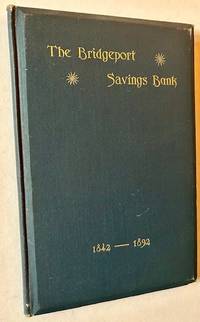 The Bridgeport
Savings Bank
1842 — 1892